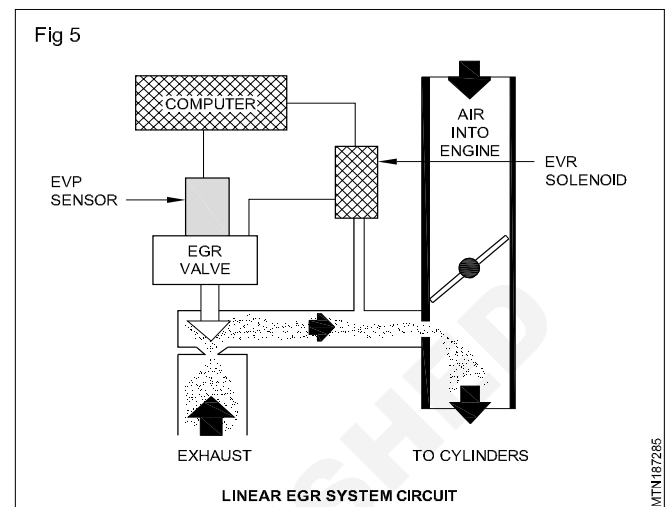 Fig 5
COMPUTER
AIR
INTO
ENGINE
EVR
SOLENOID
EVP
SENSOR
EGR
VALVE
EXHAUST
TO CYLINDERS
LINEAR EGR SYSTEM CIRCUIT
MTN187285
SHED